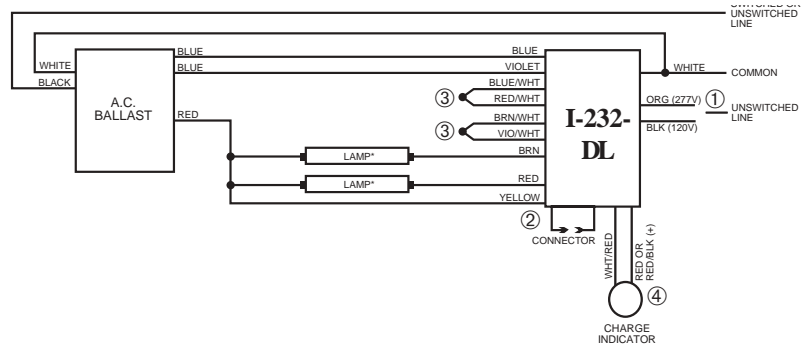 SWITCHED OR
UNSWITCHED
LINE
WHITE
BLACK
A.C.
BALLAST
BLUE
BLUE
RED
BLUE
VIOLET
BLUE/WHT
③
RED/WHT
BRN/WHT
③
VIO/WHT
BRN
LAMP*
RED
LAMP*
YELLOW
I-232-
DL
WHITE
COMMON
ORG (277V)
①
UNSWITCHED
LINE
BLK (120V)
②
CONNECTOR
WHT/RED
RED OR
RED/BLK (+)
④
CHARGE
INDICATOR